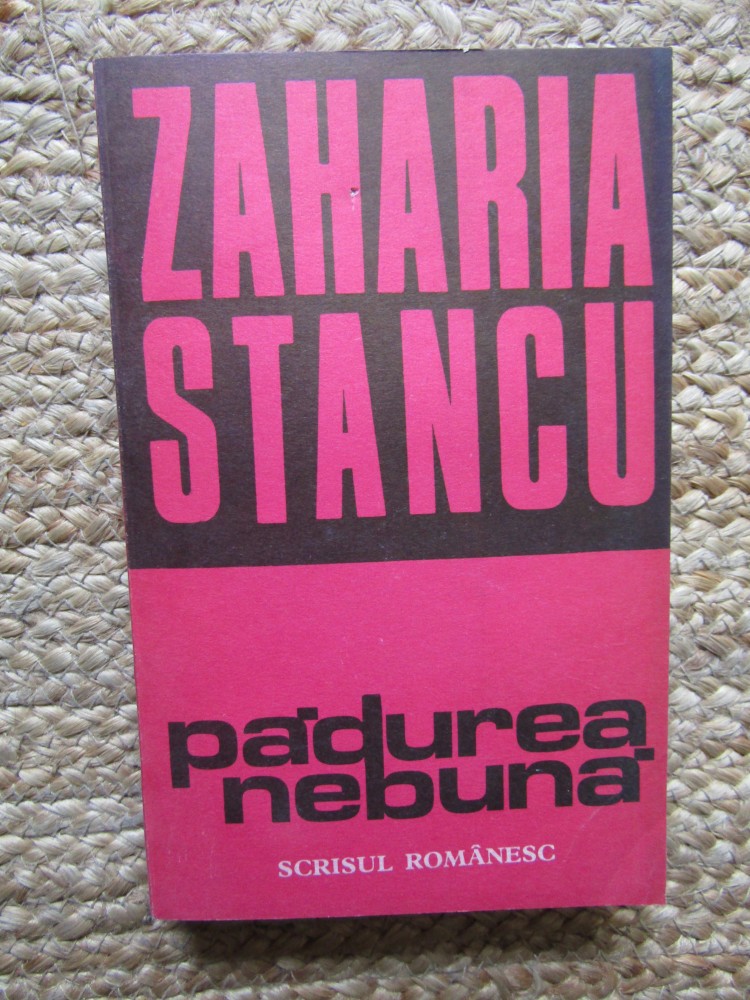 ZAHARIA
STANCU
pădurea
nebună
SCRISUL ROMÂNESC